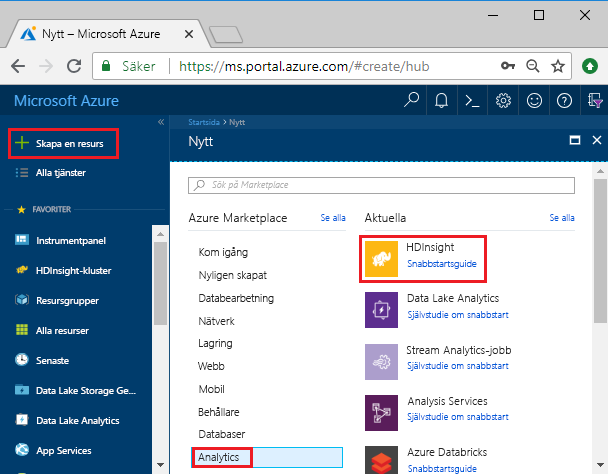 Nytt – Microsoft Azure
Säker
https://ms.portal.azure.com/#create/hub
Microsoft Azure
Skapa en resurs
Alla tjänster
FAVORITER
Instrumentpanel
HDInsight-kluster
Resursgrupper
Alla resurser
Senaste
Data Lake Storage Ge...
Data Lake Analytics
App Services
Startsida > Nytt
Nytt
Sök på Marketplace
Azure Marketplace
Se alla
Kom igång
Nyligen skapat
Databearbetning
Nätverk
Lagring
Webb
Mobil
Behållare
Databaser
Analytics
Aktuella
Se alla
HDInsight
Snabbstartsguide
Data Lake Analytics
Självstudie om snabbstart
Stream Analytics-jobb
Självstudie om snabbstart
Analysis Services
Självstudie om snabbstart
Azure Databricks
Självstudie om snabbstart